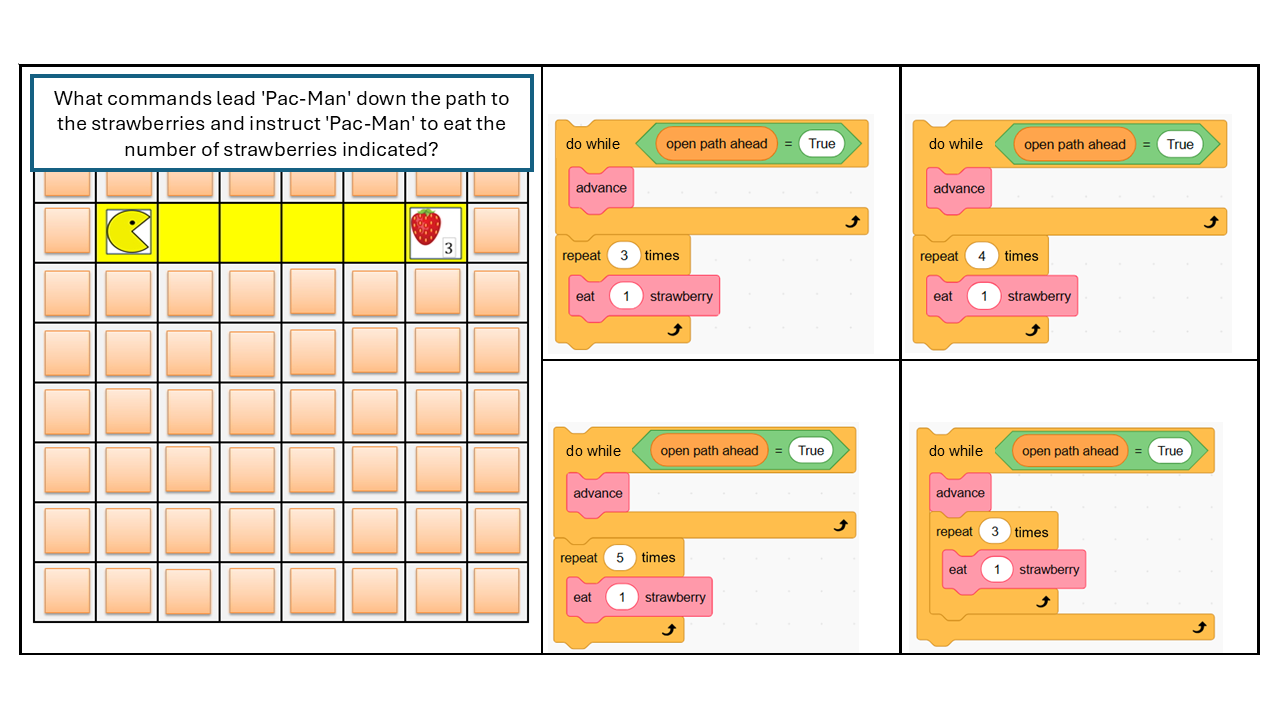 What commands lead 'Pac-Man' down the path to
the strawberries and instruct 'Pac-Man' to eat the
number of strawberries indicated?
3
do while open path ahead = True
advance
repeat 3 times
eat 1 strawberry
do while open path ahead = True
advance
repeat 4 times
eat 1 strawberry
do while open path ahead = True
advance
repeat 5 times
eat 1 strawberry
do while open path ahead = True
advance
repeat 3 times
eat 1 strawberry